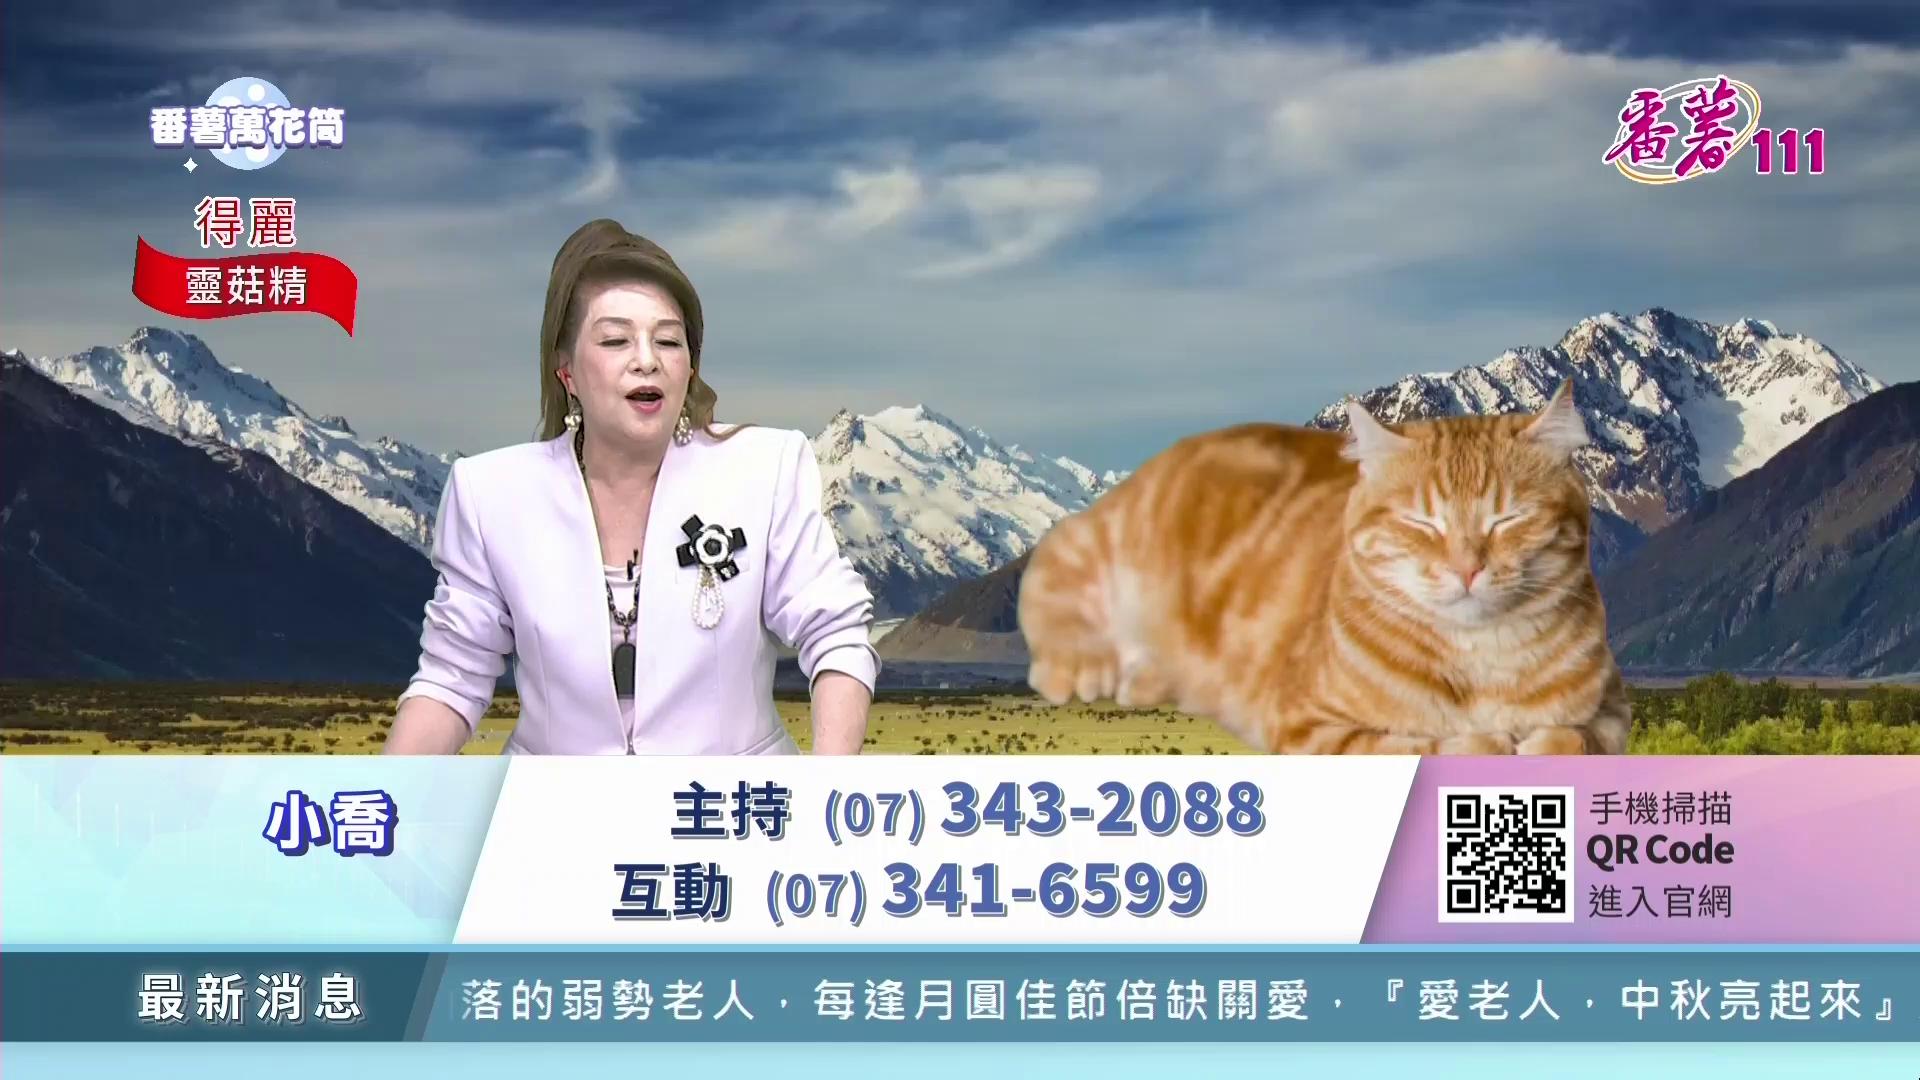 番薯萬花筒
番薯111
得麗
靈菇精
小喬
主持 (07) 343-2088
互動 (07) 341-6599
手機掃描
QR Code
進入官網
最新消息
落的弱勢老人，每逢月圓佳節倍缺關愛，『愛老人，中秋亮起來』